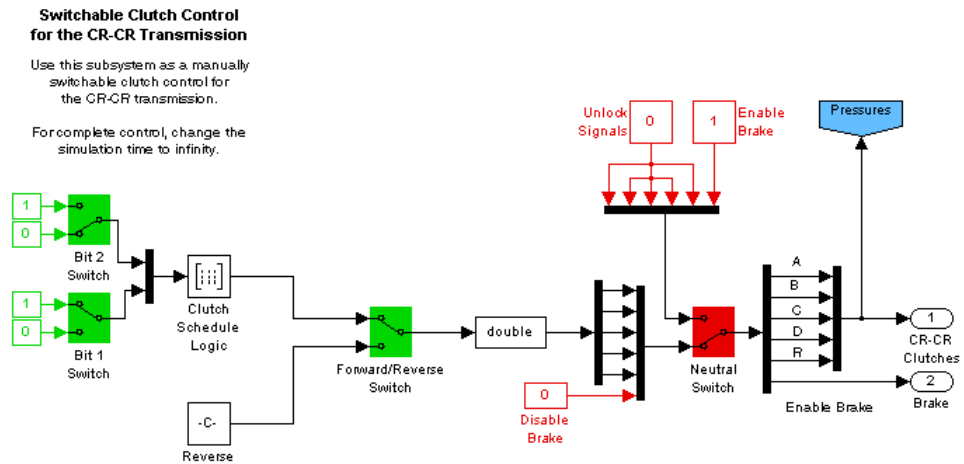 Switchable Clutch Control
for the CR-CR Transmission
Use this subsystem as a manually
switchable clutch control for
the CR-CR transmission.
For complete control, change the
simulation time to infinity.
1
0
Bit 2
Switch
1
0
Bit 1
Switch
Clutch
Schedule
Logic
-C-
Reverse
Forward/Reverse
Switch
double
Unlock
Signals
0
1
Enable
Brake
0
Disable
Brake
Neutral
Switch
A
B
C
D
R
Enable Brake
Pressures
1
CR-CR
Clutches
2
Brake